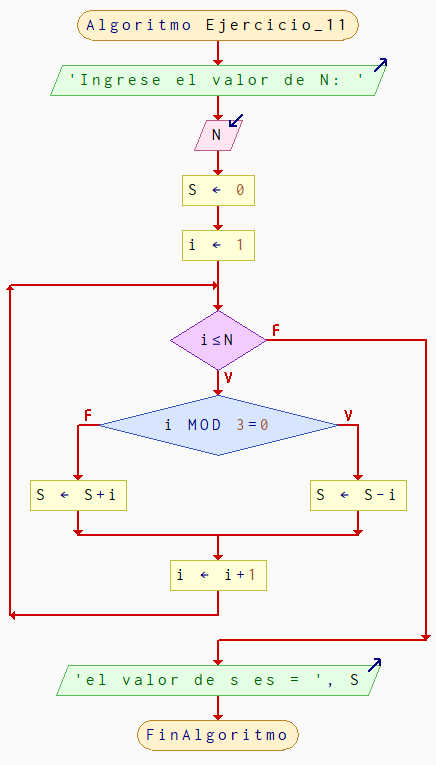 Algoritmo Ejercicio_11
'Ingrese el valor de N: '
N
S ← 0
i ← 1
i≤N
F
V
i MOD 3=0
F
V
S ← S+i
S ← S-i
i ← i+1
'el valor de s es = ', S
FinAlgoritmo